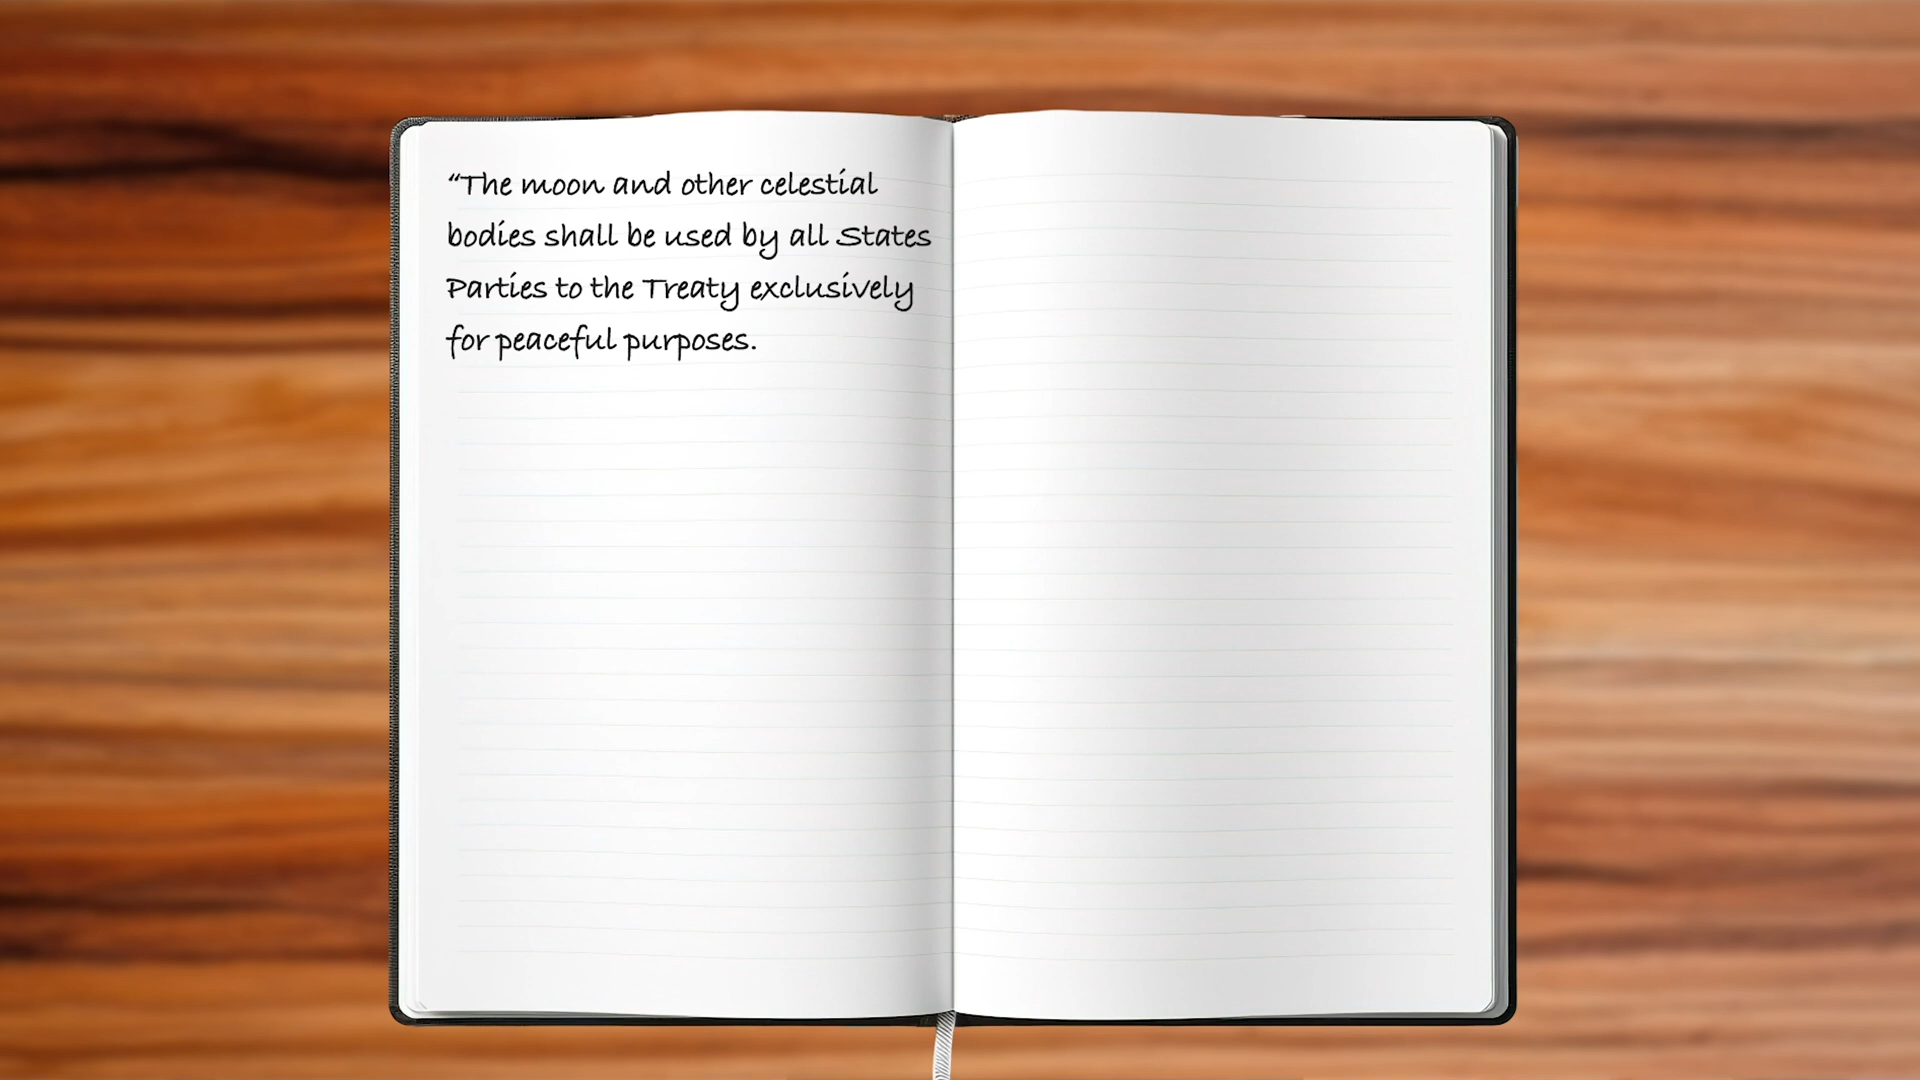 “The moon and other celestial
bodies shall be used by all States
Parties to the Treaty exclusively
for peaceful purposes.